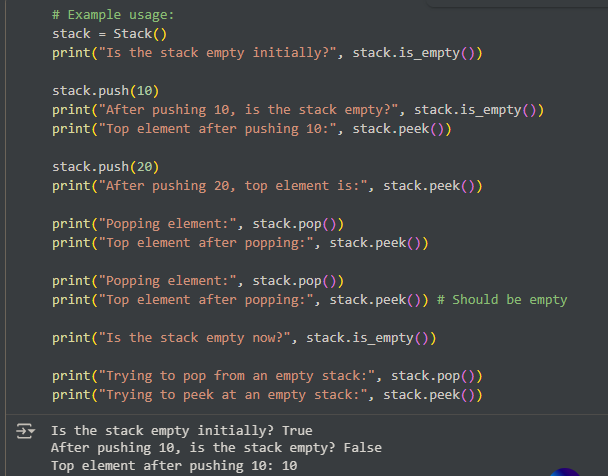 # Example usage:
stack = Stack()
print("Is the stack empty initially?", stack.is_empty())
stack.push(10)
print("After pushing 10, is the stack empty?", stack.is_empty())
print("Top element after pushing 10:", stack.peek())
stack.push(20)
print("After pushing 20, top element is:", stack.peek())
print("Popping element:", stack.pop())
print("Top element after popping:", stack.peek())
print("Popping element:", stack.pop())
print("Top element after popping:", stack.peek()) # Should be empty
print("Is the stack empty now?", stack.is_empty())
print("Trying to pop from an empty stack:", stack.pop())
print("Trying to peek at an empty stack:", stack.peek())
Is the stack empty initially? True
After pushing 10, is the stack empty? False
Top element after pushing 10: 10